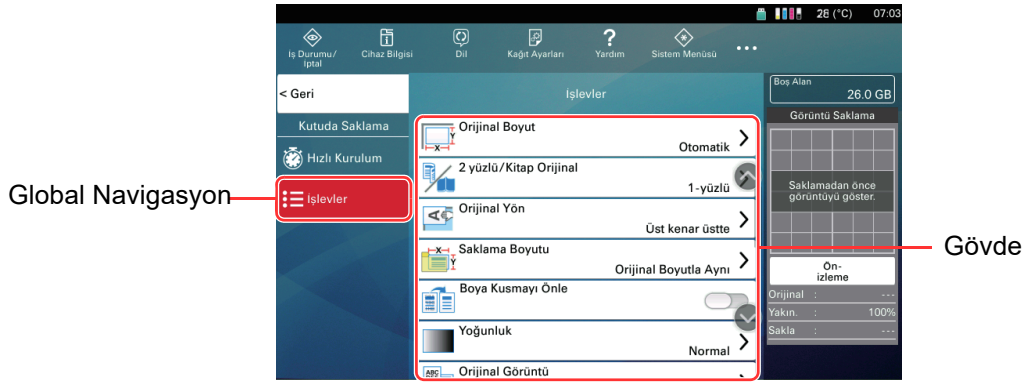 28 (°C) 07:03
İş Durumu/
İptal
Cihaz Bilgisi
Dil
Kağıt Ayarları
Yardım
Sistem Menüsü
< Geri
İşlevler
Boş Alan
26.0 GB
Kutuda Saklama
Görüntü Saklama
Hızlı Kurulum
İşlevler
Orijinal Boyut
Otomatik
2 yüzlü/Kitap Orijinal
1-yüzlü
Orijinal Yön
Üst kenar üstte
Saklama Boyutu
Orijinal Boyutla Aynı
Boya Kusmayı Önle
Yoğunluk
Normal
Orijinal Görüntü
Saklamadan önce
görüntüyü göster.
Ön-
izleme
Orijinal : ---
Yakın. : 100%
Sakla : ---
Global Navigasyon
Gövde